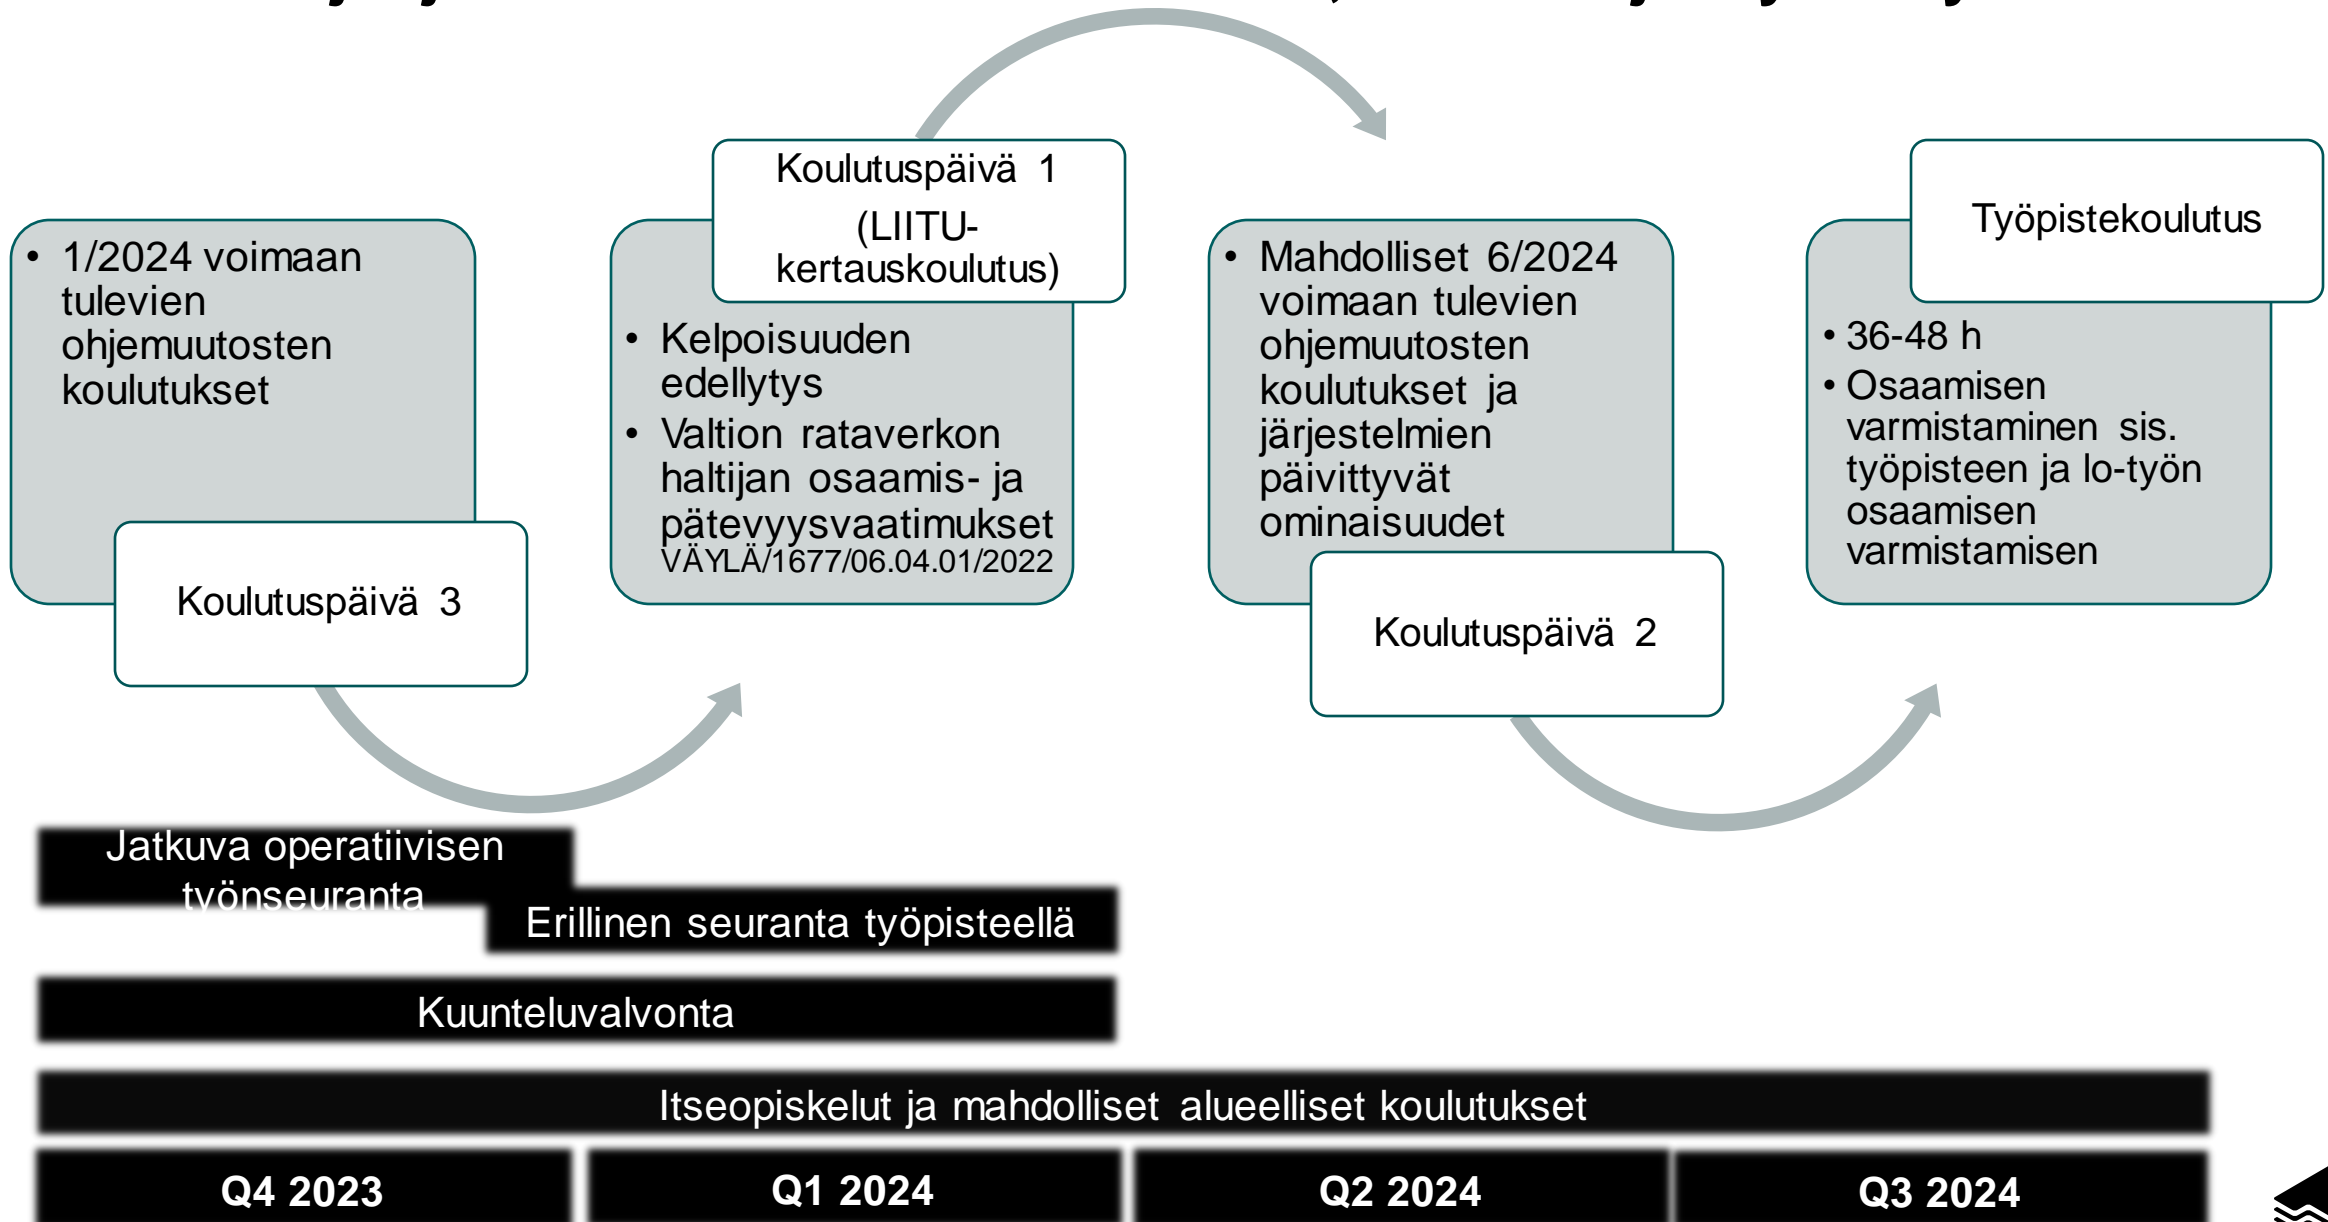 • 1/2024 voimaan
tulevien
ohjemuutosten
koulutukset
Koulutuspäivä 3
Koulutuspäivä 1
(LIITU-
kertauskoulutus)
• Kelpoisuuden
edellytys
• Valtion rataverkon
haltijan osaamis- ja
pätevyysvaatimukset
VÄYLÄ/1677/06.04.01/2022
• Mahdolliset 6/2024
voimaan tulevien
ohjemuutosten
koulutukset ja
järjestelmien
päivittyvät
ominaisuudet
Koulutuspäivä 2
Työpistekoulutus
• 36-48 h
• Osaamisen
varmistaminen sis.
työpisteen ja lo-työn
osaamisen
varmistamisen
Jatkuva operatiivisen
työnseuranta
Erillinen seuranta työpisteellä
Kuunteluvalvonta
Itseopiskelut ja mahdolliset alueelliset koulutukset
Q4 2023
Q1 2024
Q2 2024
Q3 2024